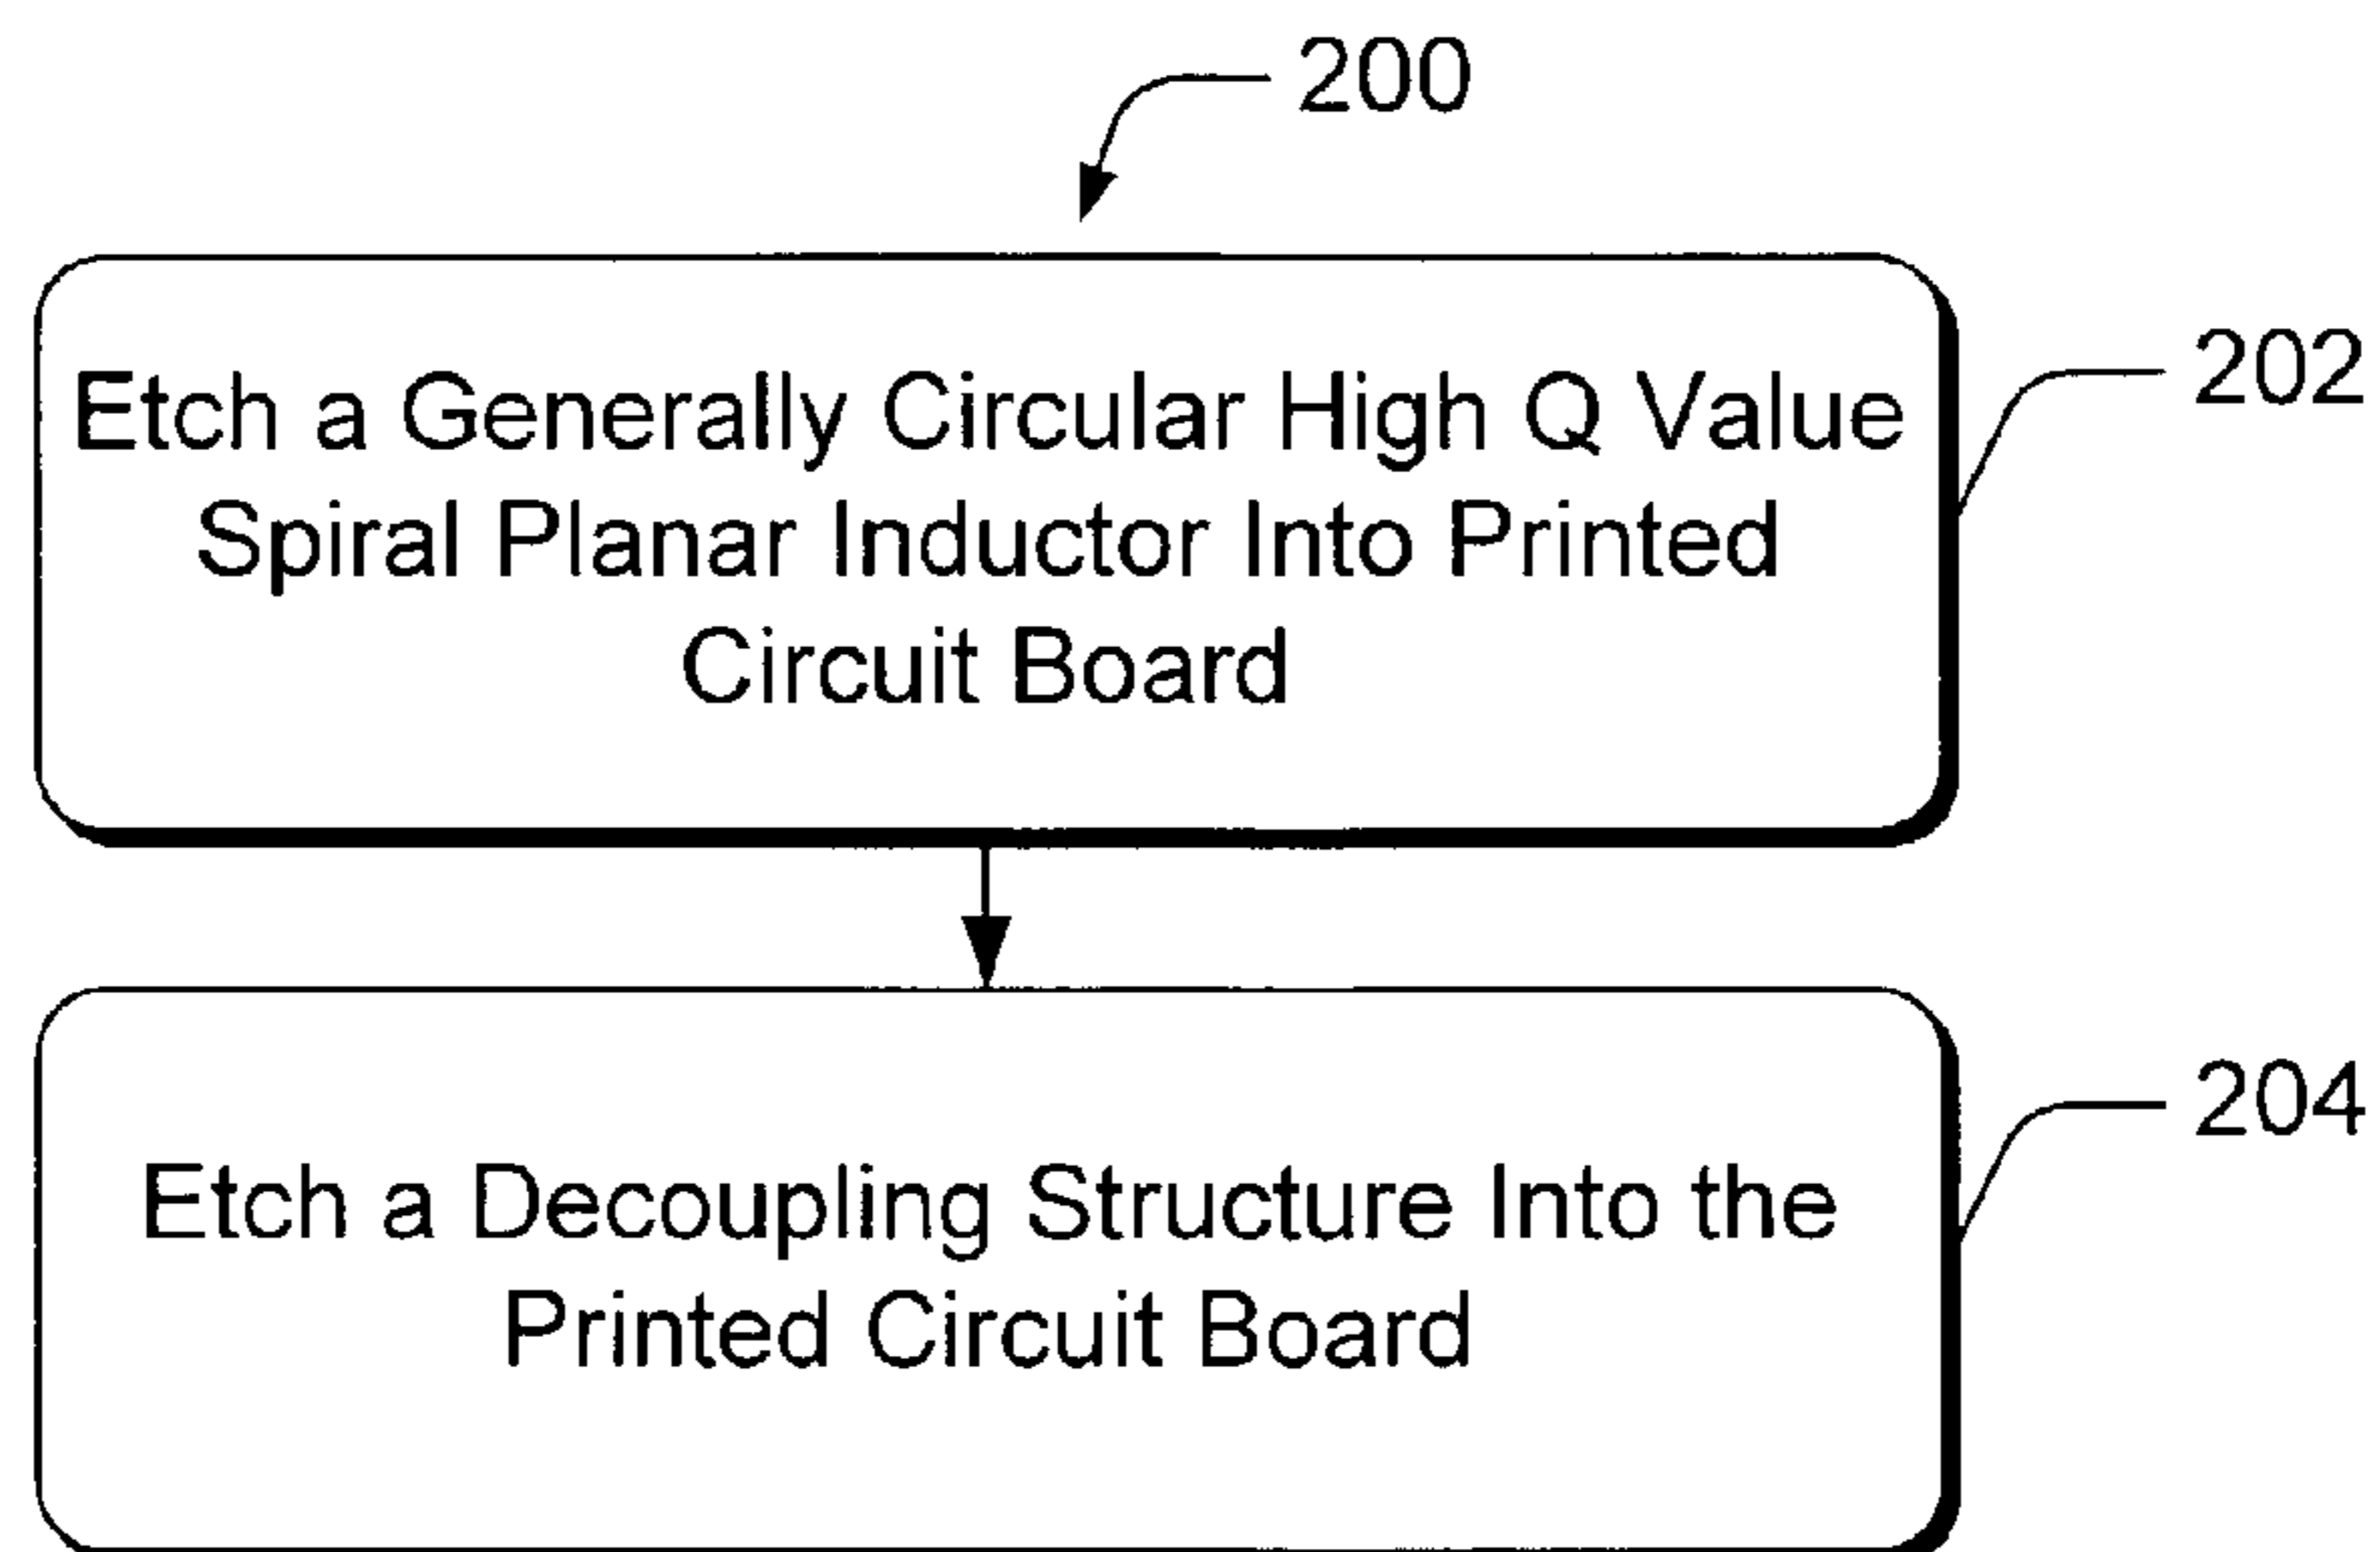 200
Etch a Generally Circular High Q Value
Spiral Planar Inductor Into Printed
Circuit Board
202
Etch a Decoupling Structure Into the
Printed Circuit Board
204